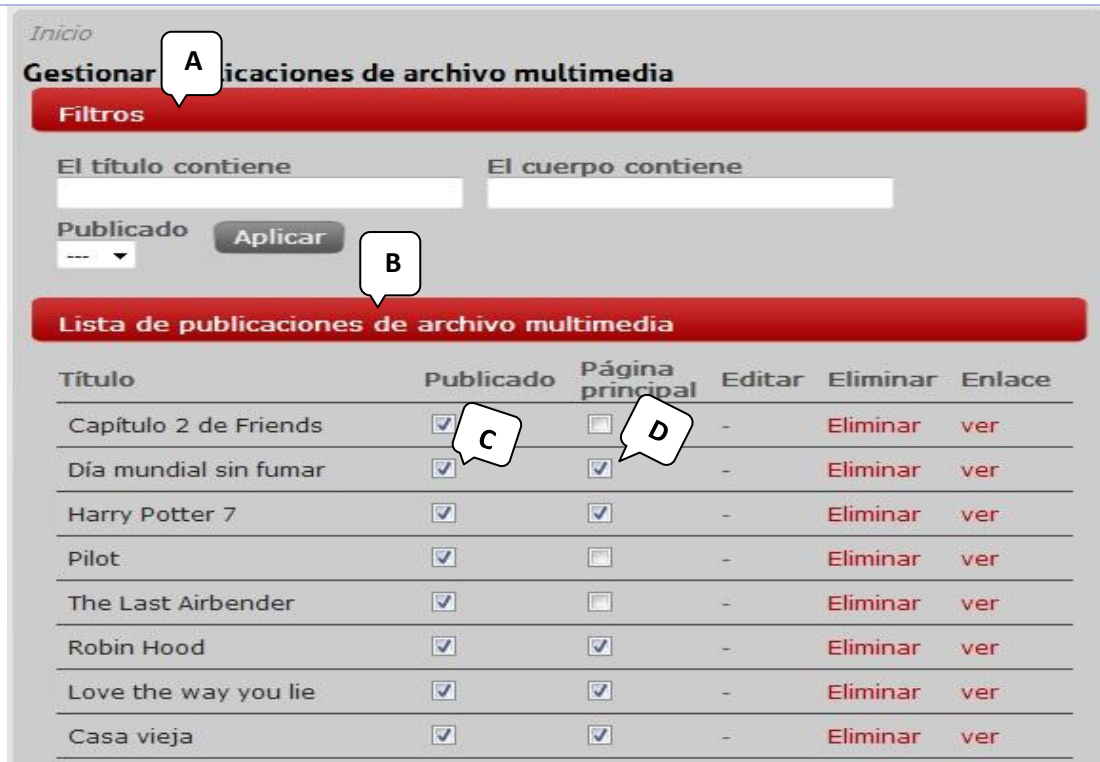 Inicio
A
Gestionar licaciones de archivo multimedia
Filtros
El título contiene El cuerpo contiene
Publicado Aplicar
---
B
Lista de publicaciones de archivo multimedia
Título Publicado Página principal Editar Eliminar Enlace
Capítulo 2 de Friends - Eliminar ver
C
D
Día mundial sin fumar - Eliminar ver
Harry Potter 7 - Eliminar ver
Pilot - Eliminar ver
The Last Airbender - Eliminar ver
Robin Hood - Eliminar ver
Love the way you lie - Eliminar ver
Casa vieja - Eliminar ver